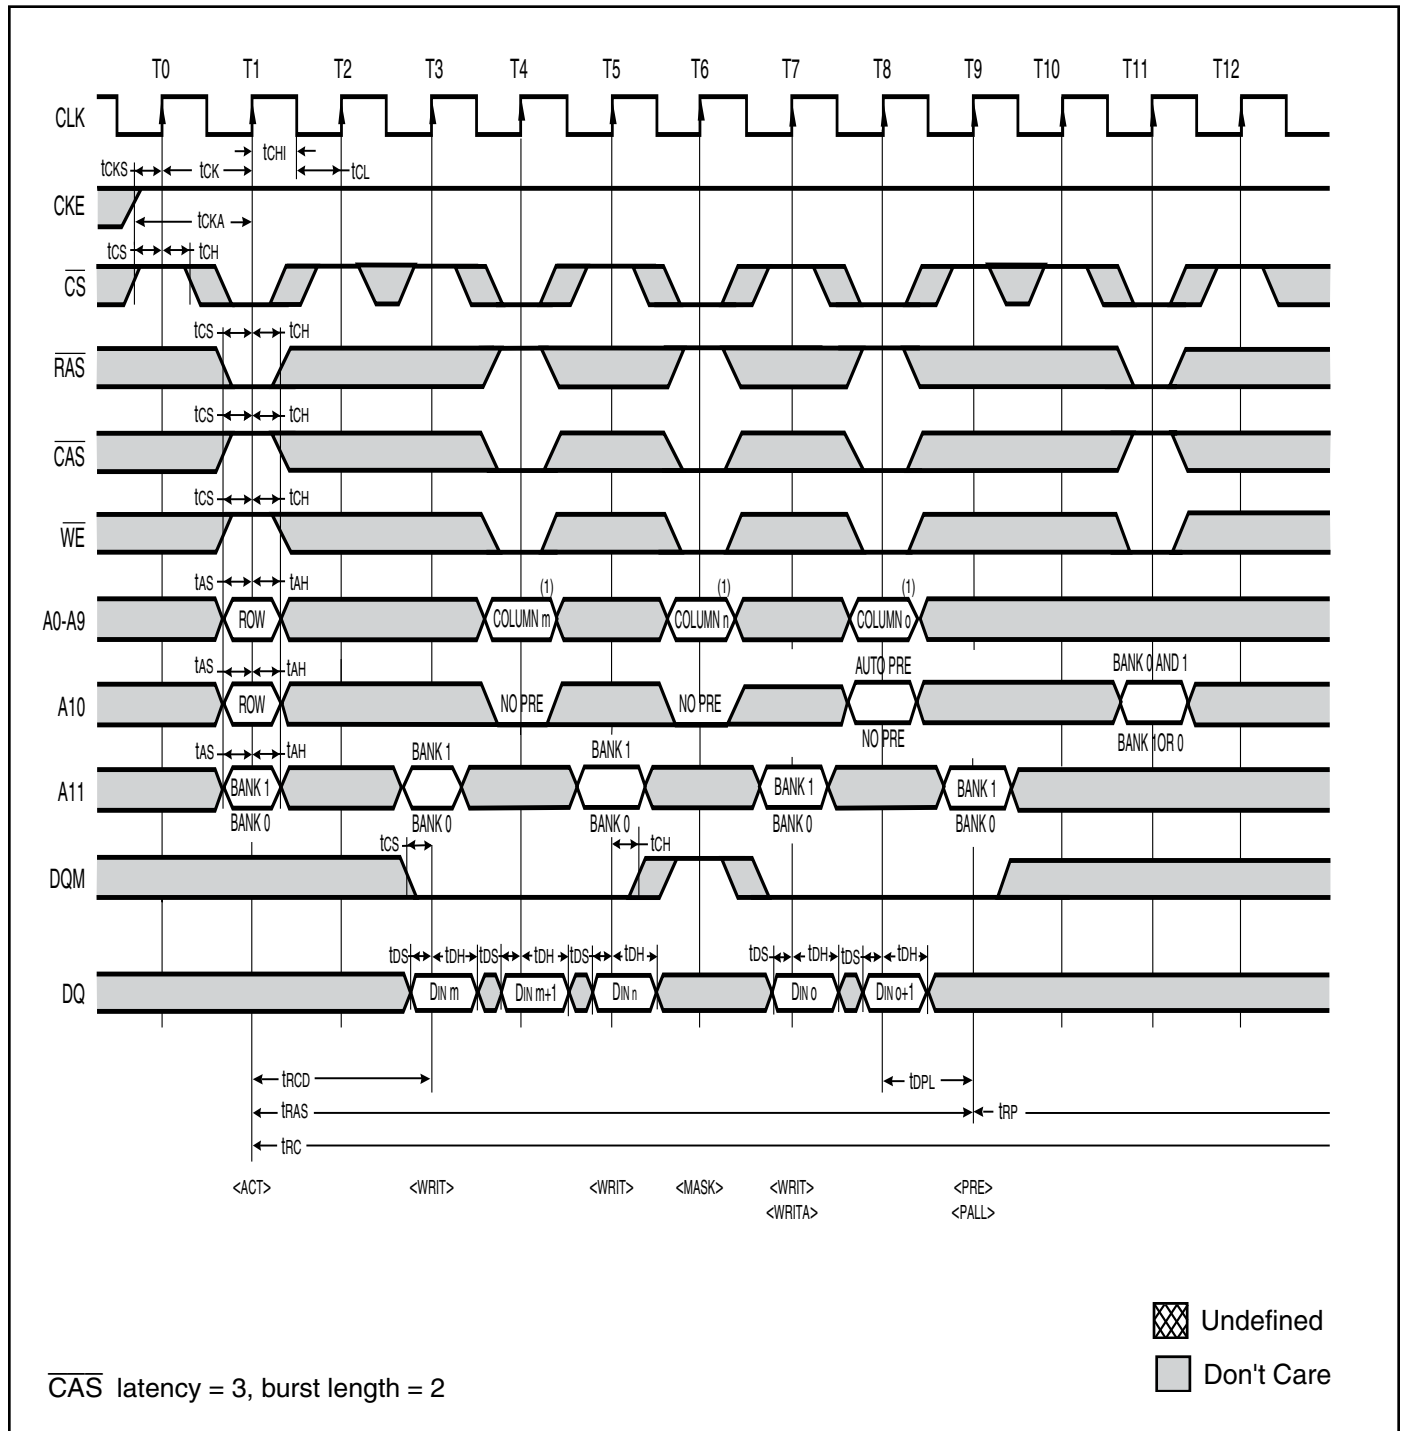 T0 T1 T2 T3 T4 T5 T6 T7 T8 T9 T10 T11 T12
CLK
tCHI
tCKS tCK tCL
CKE
tCKA
tCS tCH
CS
tCS tCH
RAS
tCS tCH
CAS
tCS tCH
WE
tAS tAH (1) (1) (1)
A0-A9 ROW COLUMN m COLUMN n COLUMN o
tAS tAH AUTO PRE BANK 0 AND 1
A10 ROW NO PRE NO PRE
NO PRE BANK 1OR 0
tAS tAH BANK 1 BANK 1
A11 BANK 1 BANK 1 BANK 1
BANK 0 BANK 0 BANK 0 BANK 0 BANK 0
tCS tCH
DQM
tDS tDH tDS tDH tDS tDH tDS tDH tDS tDH
DQ DIN m DIN m+1 DIN n DIN o DIN o+1
tRCD tDPL
tRAS tRP
tRC
<ACT> <WRIT> <WRIT> <MASK> <WRIT> <PRE>
<WRITA> <PALL>
Undefined
Don't Care
CAS latency = 3, burst length = 2